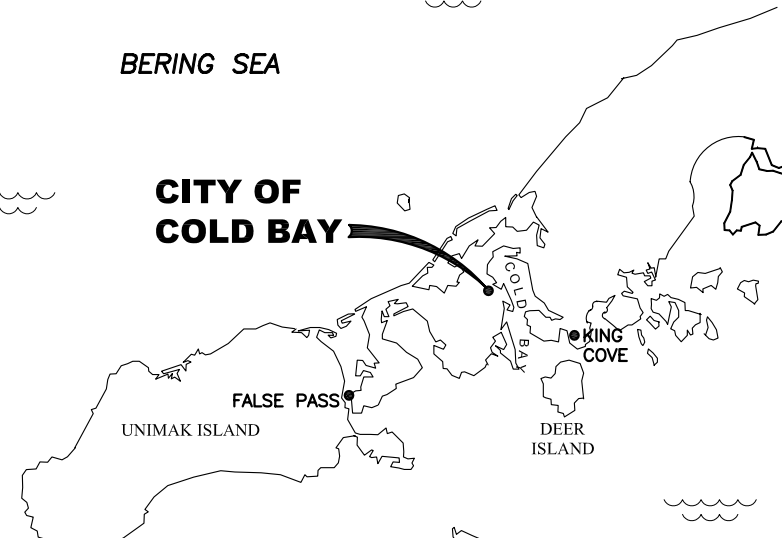 BERING SEA
CITY OF
COLD BAY
COLD BAY
KING
COVE
FALSE PASS
UNIMAK ISLAND
DEER
ISLAND